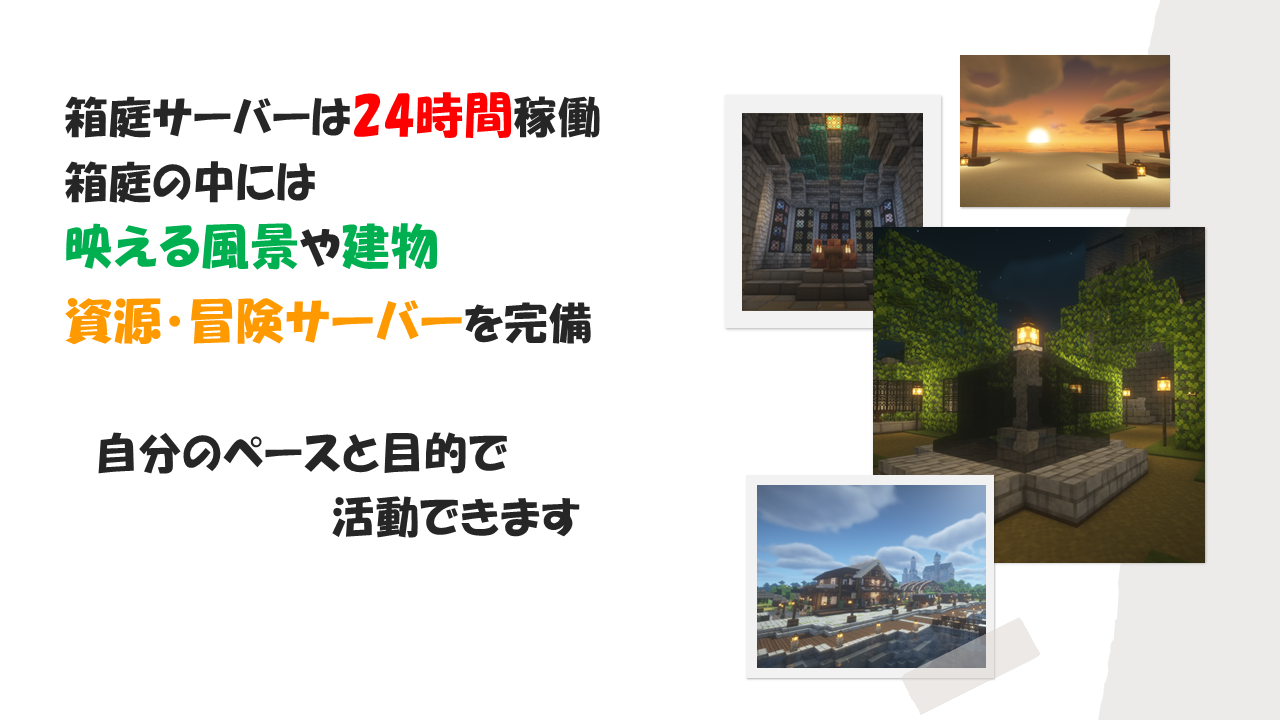 箱庭サーバーは24時間稼働
箱庭の中には
映える風景や建物
資源・冒険サーバーを完備
自分のペースと目的で
活動できます